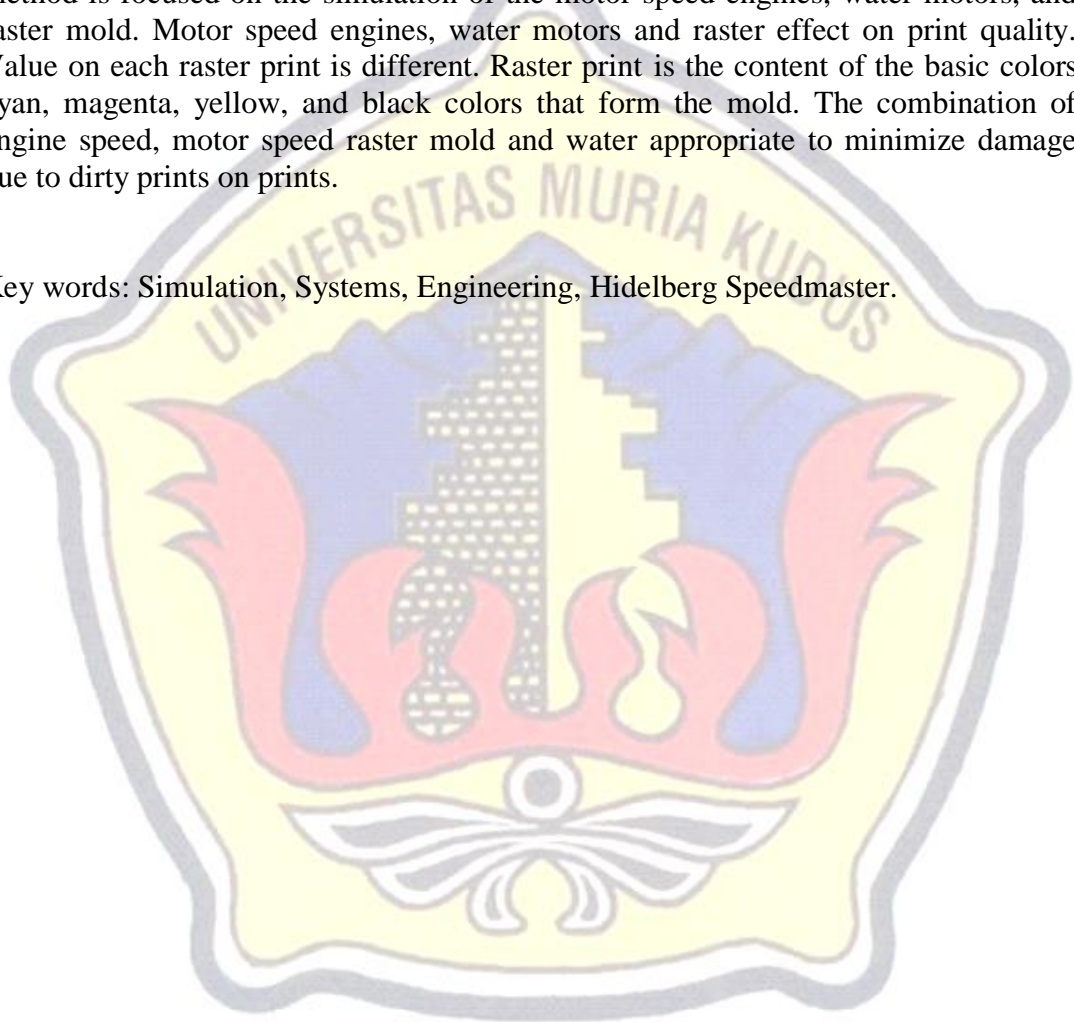 method is focused on the simulation of the motor speed engines, water motors, and
aster mold. Motor speed engines, water motors and raster effect on print quality.
Value on each raster print is different. Raster print is the content of the basic colors
yan, magenta, yellow, and black colors that form the mold. The combination of
ngine speed, motor speed raster mold and water appropriate to minimize damage
ue to dirty prints on prints.
UNIVERSITAS MURIA KUDUS
Key words: Simulation, Systems, Engineering, Hidelberg Speedmaster.